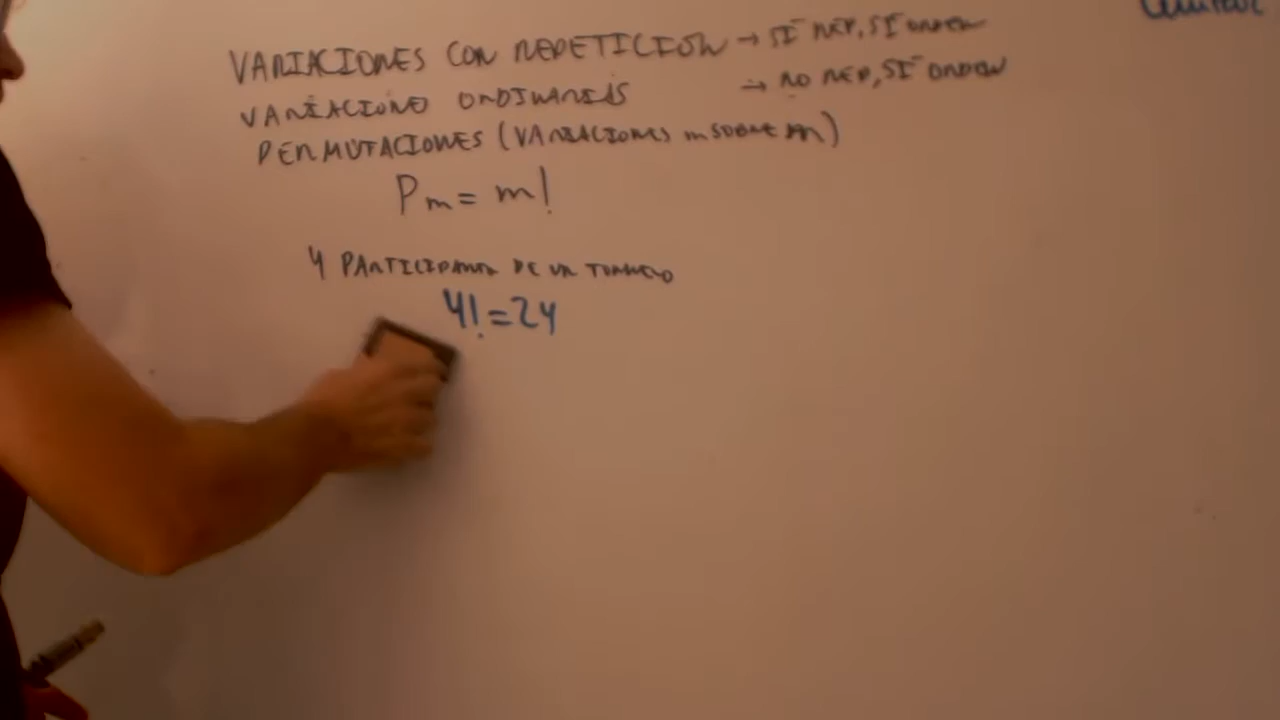 VARIACIONES CON REPETICION → SÍ REP, SÍ ORDEN
VARIACIONO ORDINARIAS → NO REP, SÍ ORDEN
PERMUTACIONES (VARIACIONES m SOBRE m)
Pm = m!
4 PARTICIPANTES DE UN TORNEO
4! = 24